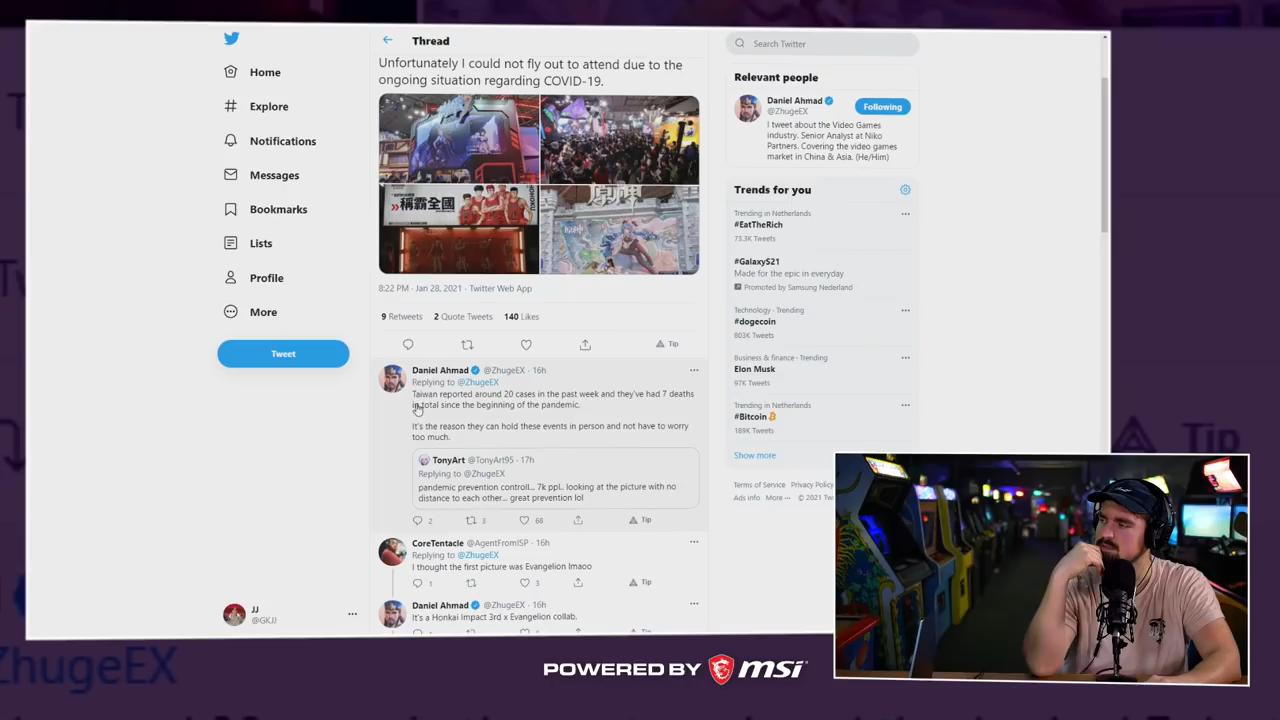 Home
Explore
Notifications
Messages
Bookmarks
Lists
Profile
More
Tweet
JJ
@GKJJ
Thread
Unfortunately I could not fly out to attend due to the
ongoing situation regarding COVID-19.
稱霸全國
8:22 PM · Jan 28, 2021 · Twitter Web App
9 Retweets 2 Quote Tweets 140 Likes
Tip
Daniel Ahmad @ZhugeEX · 16h
Replying to @ZhugeEX
Taiwan reported around 20 cases in the past week and they've had 7 deaths
in total since the beginning of the pandemic.
It's the reason they can hold these events in person and not have to worry
too much.
TonyArt @TonyArt95 · 17h
Replying to @ZhugeEX
pandemic prevention controll... 7k ppl.. looking at the picture with no
distance to each other... great prevention lol
2 3 68 Tip
CoreTentacle @AgentFromISP · 16h
Replying to @ZhugeEX
I thought the first picture was Evangelion lmaoo
1 3 Tip
Daniel Ahmad @ZhugeEX · 16h
It's a Honkai Impact 3rd x Evangelion collab.
Search Twitter
Relevant people
Daniel Ahmad
@ZhugeEX
Following
I tweet about the Video Games
industry. Senior Analyst at Niko
Partners. Covering the video games
market in China & Asia. (He/Him)
Trends for you
Trending in Netherlands
#EatTheRich
73.3K Tweets
#GalaxyS21
Made for the epic in everyday
Promoted by Samsung Nederland
Technology · Trending
#dogecoin
803K Tweets
Business & finance · Trending
Elon Musk
97K Tweets
Trending in Netherlands
#Bitcoin
189K Tweets
Show more
Terms of Service Privacy Policy
Ads info More ··· © 2021 Tw
Tip
ZhugeEX
POWERED BY msi